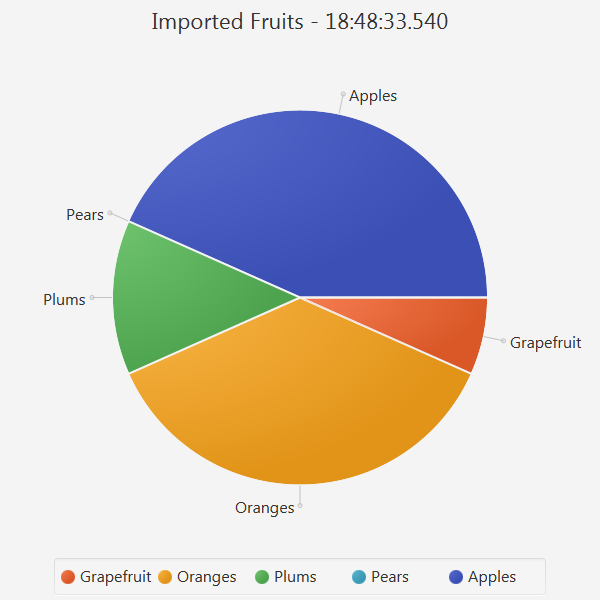 Imported Fruits - 18:48:33.540
Apples
Pears
Plums
Grapefruit
Oranges
Grapefruit Oranges Plums Pears Apples